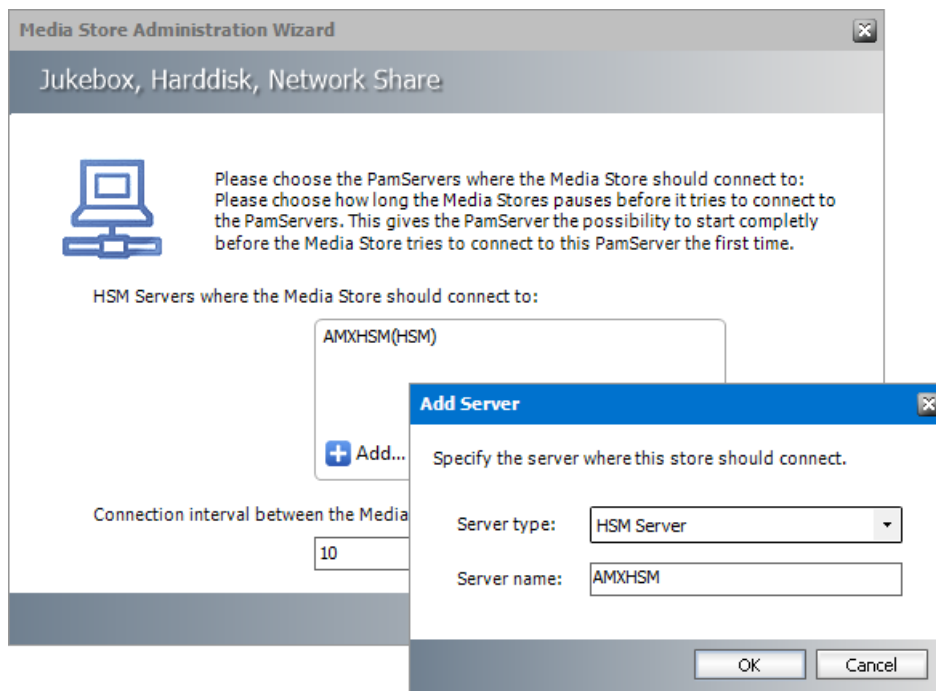 Media Store Administration Wizard
Jukebox, Harddisk, Network Share
Please choose the PamServers where the Media Store should connect to:
Please choose how long the Media Stores pauses before it tries to connect to
the PamServers. This gives the PamServer the possibility to start completly
before the Media Store tries to connect to this PamServer the first time.
HSM Servers where the Media Store should connect to:
AMXHSM(HSM)
Add...
Connection interval between the Media
10
Add Server
Specify the server where this store should connect.
Server type:
HSM Server
Server name:
AMXHSM
OK
Cancel